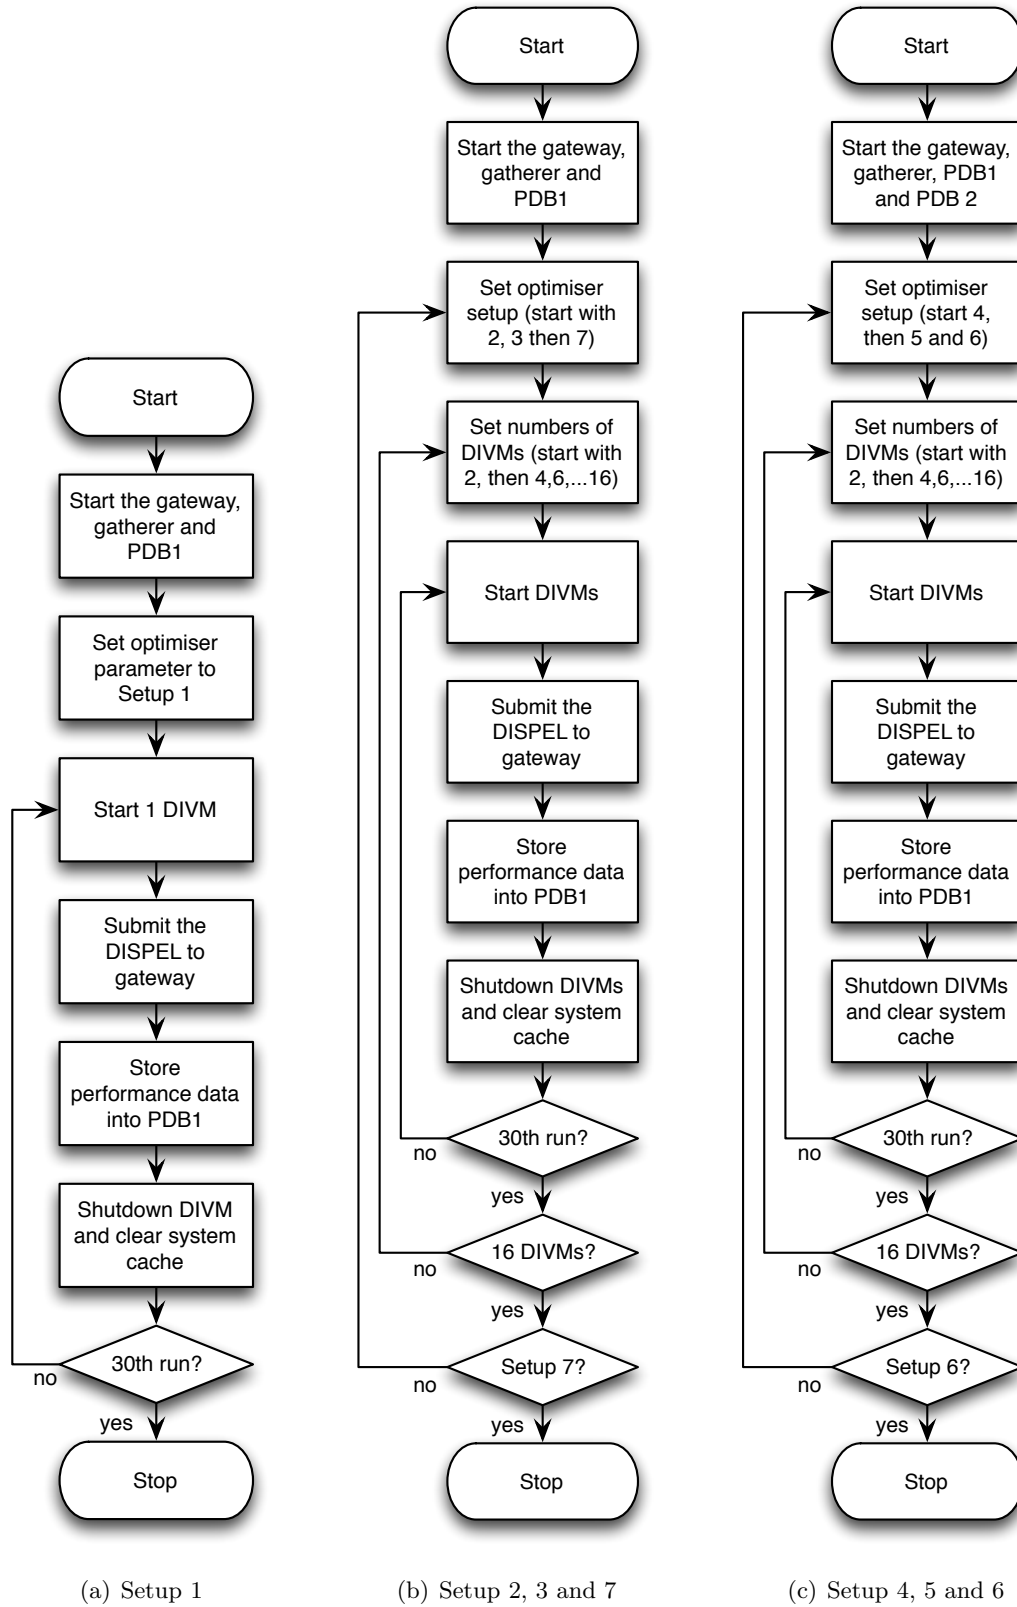 Start
Start the gateway,
gatherer and
PDB1
Set optimiser
parameter to
Setup 1
Start 1 DIVM
Submit the
DISPEL to
gateway
Store
performance data
into PDB1
Shutdown DIVM
and clear system
cache
30th run?
no
yes
Stop
(a) Setup 1
Start
Start the gateway,
gatherer and
PDB1
Set optimiser
setup (start with
2, 3 then 7)
Set numbers of
DIVMs (start with
2, then 4,6,...16)
Start DIVMs
Submit the
DISPEL to
gateway
Store
performance data
into PDB1
Shutdown DIVMs
and clear system
cache
30th run?
no
yes
16 DIVMs?
no
yes
Setup 7?
no
yes
Stop
(b) Setup 2, 3 and 7
Start
Start the gateway,
gatherer, PDB1
and PDB 2
Set optimiser
setup (start 4,
then 5 and 6)
Set numbers of
DIVMs (start with
2, then 4,6,...16)
Start DIVMs
Submit the
DISPEL to
gateway
Store
performance data
into PDB1
Shutdown DIVMs
and clear system
cache
30th run?
no
yes
16 DIVMs?
no
yes
Setup 6?
no
yes
Stop
(c) Setup 4, 5 and 6